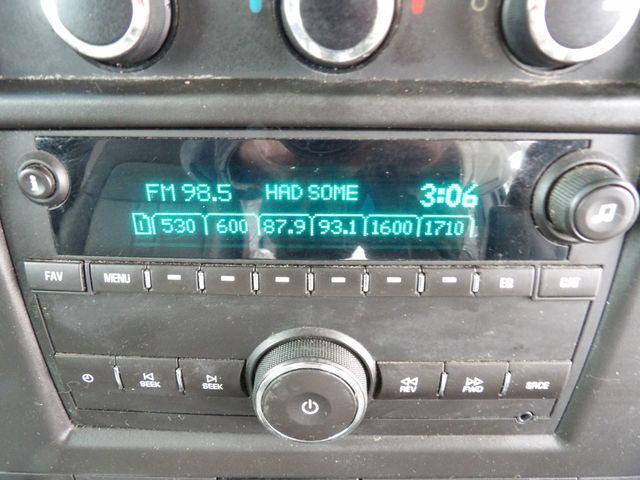 FM 98.5 HAD SOME 3:06
1 530 600 87.9 93.1 1600 1710
FAV MENU EQ CAT
SEEK SEEK REV FWD SRCE